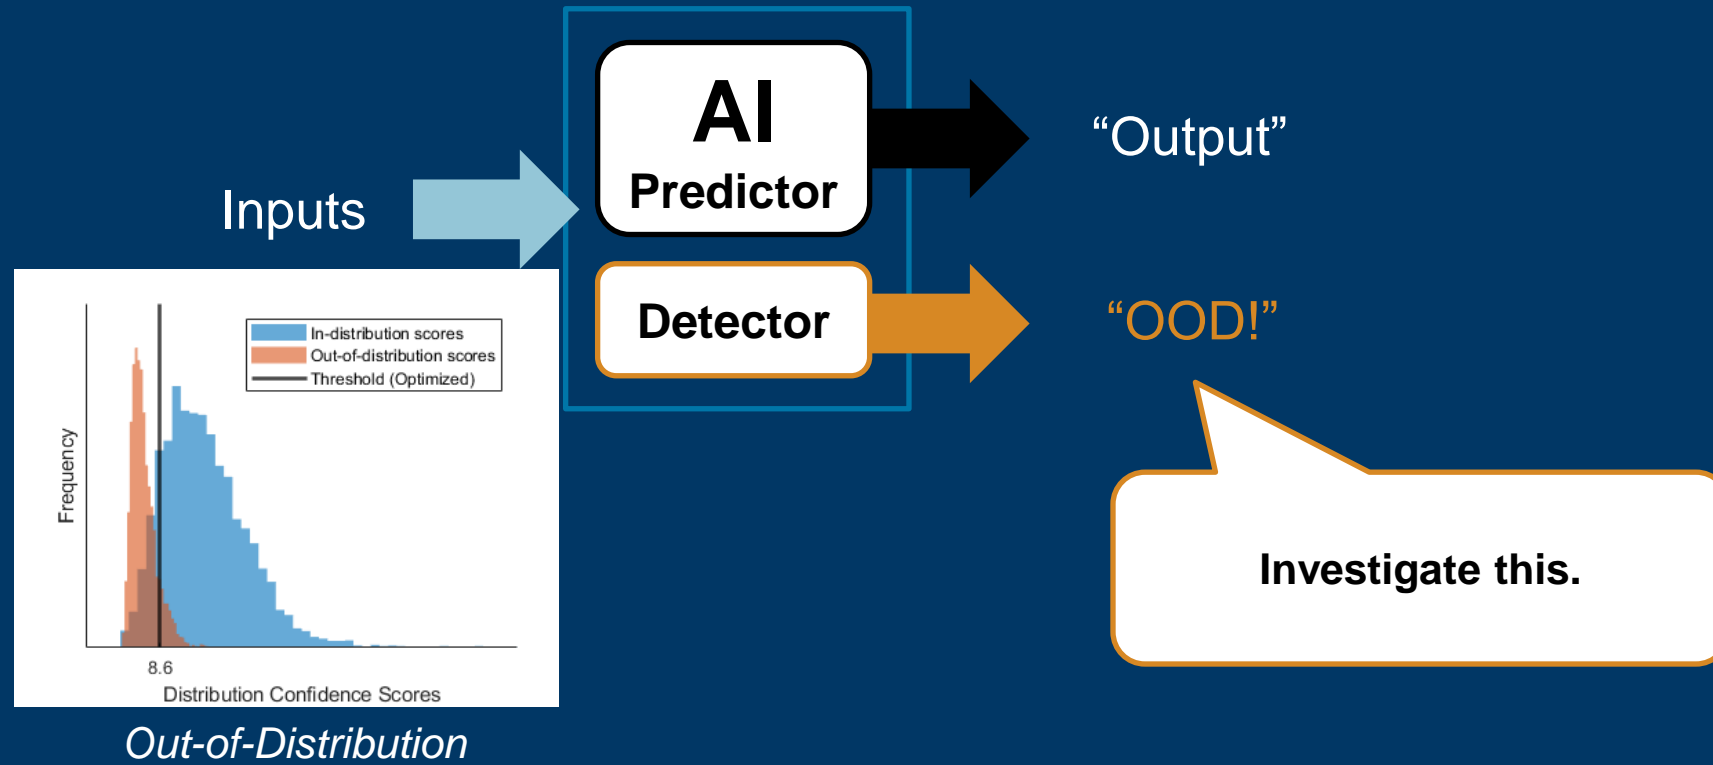 AI
Predictor
“Output”
Inputs
Detector
“OOD!”
In-distribution scores
Out-of-distribution scores
Threshold (Optimized)
Frequency
8.6
Distribution Confidence Scores
Out-of-Distribution
Investigate this.